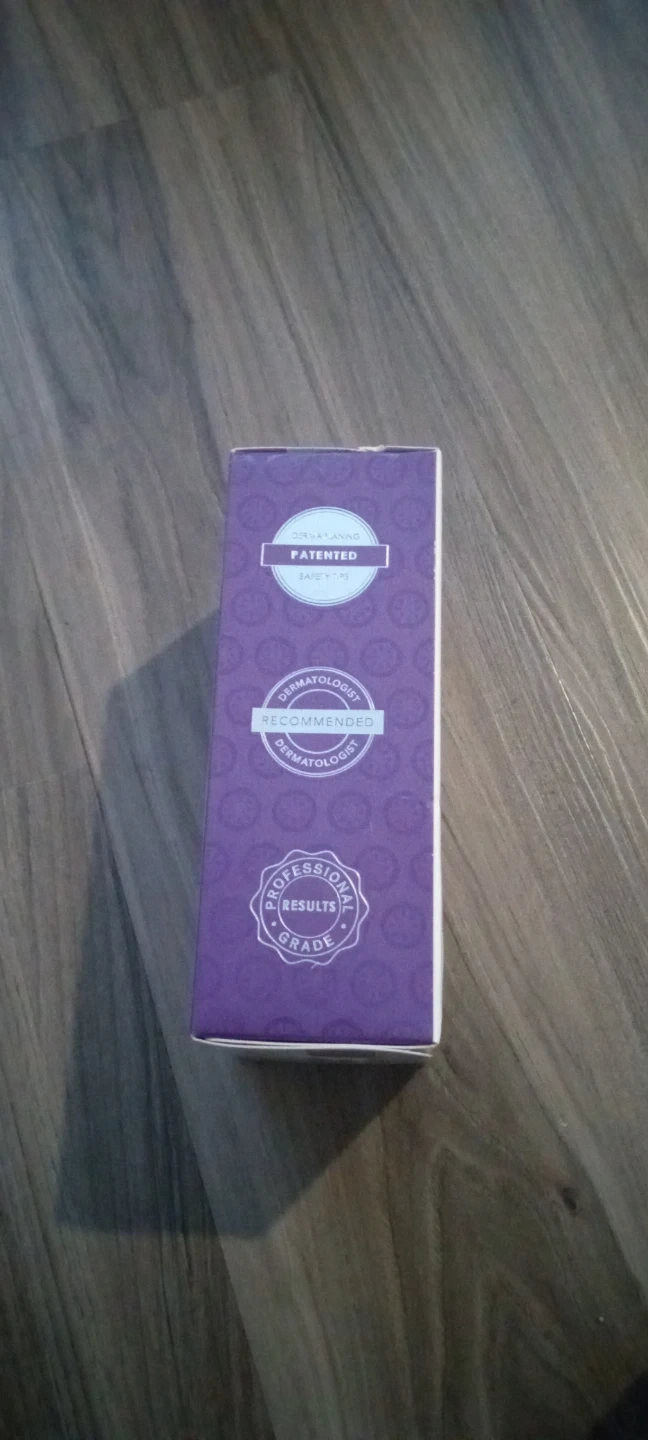 DERMAPLANING
PATENTED
SAFETY TIPS
DERMATOLOGIST
RECOMMENDED
DERMATOLOGIST
PROFESSIONAL
RESULTS
GRADE